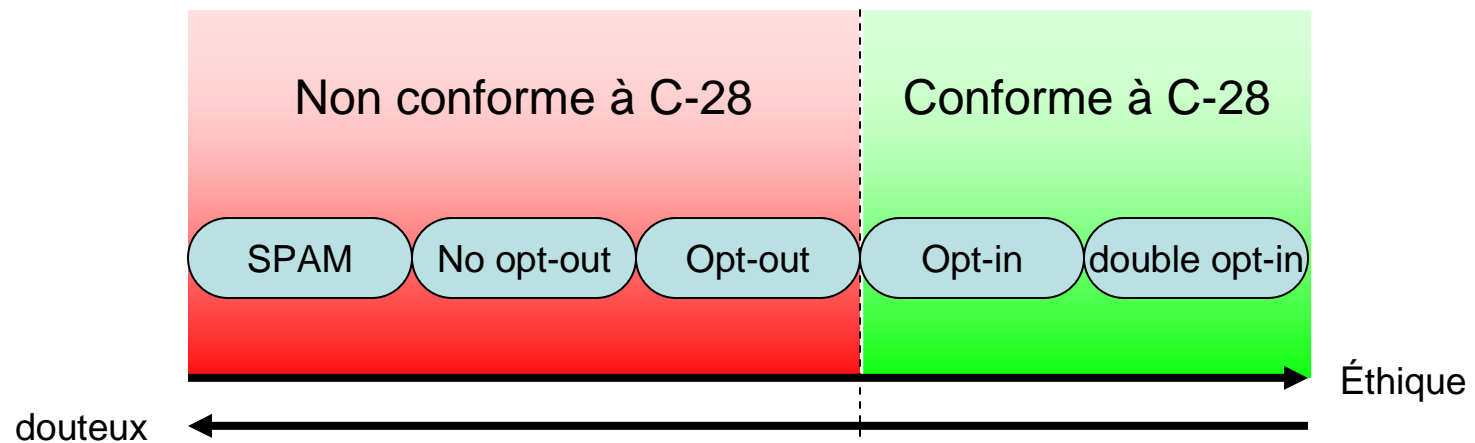 Non conforme à C-28
Conforme à C-28
SPAM
No opt-out
Opt-out
Opt-in
double opt-in
Éthique
douteux